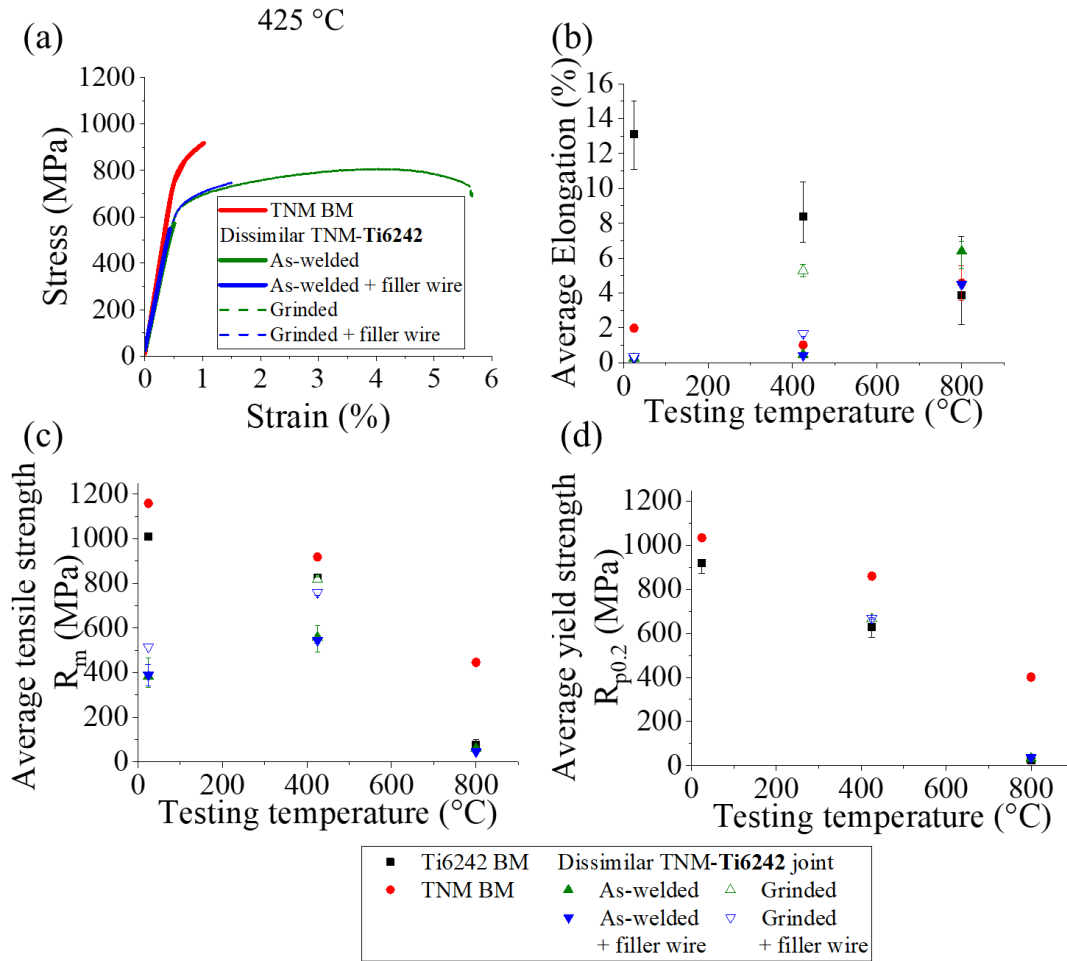 425 °C
(a)
1200
1000
800
600
400
200
0
Stress (MPa)
TNM BM
Dissimilar TNM-Ti6242
As-welded
As-welded + filler wire
Grinded
Grinded + filler wire
0 1 2 3 4 5 6
Strain (%)
(b)
16
14
12
10
8
6
4
2
0
Average Elongation (%)
200 400 600 800
Testing temperature (°C)
(c)
1200
1000
800
600
400
200
0
Average tensile strength
Rm (MPa)
0 200 400 600 800
Testing temperature (°C)
(d)
1200
1000
800
600
400
200
0
Average yield strength
Rp0.2 (MPa)
0 200 400 600 800
Testing temperature (°C)
Ti6242 BM Dissimilar TNM-Ti6242 joint
TNM BM As-welded Grinded
As-welded Grinded
+ filler wire + filler wire